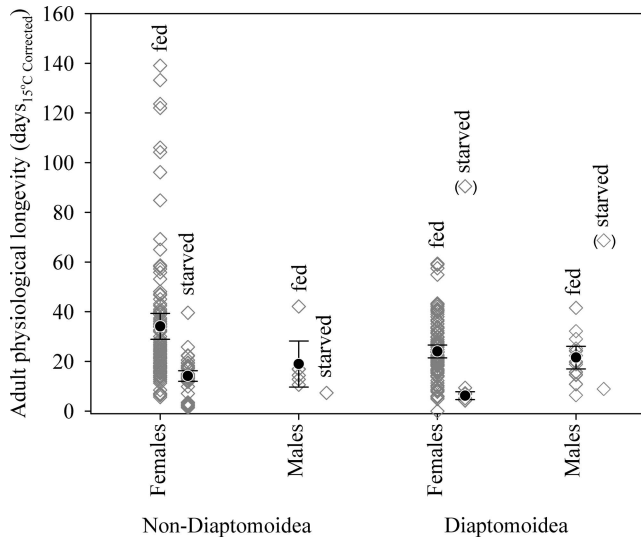 Adult physiological longevity (days15°C Corrected)
160
140
120
100
80
60
40
20
0
fed
starved
fed
starved
fed
( ) starved
fed
( ) starved
Females
Males
Females
Males
Non-Diaptomoidea
Diaptomoidea